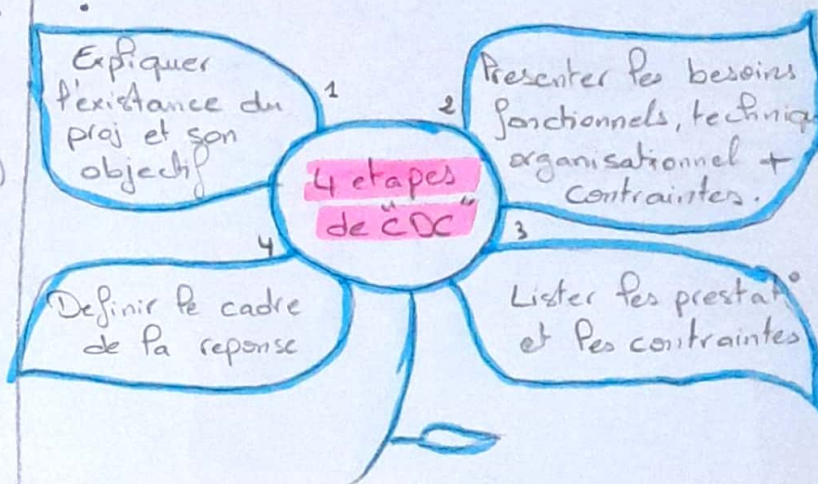 4 etapes
de "CDC"
1
Expliquer
l'existance du
proj et son
objectif
2
Presenter les besoins
fonctionnels, techniq
organisationnel +
contraintes.
3
Lister les prestat°
et les contraintes
4
Definir le cadre
de la reponse